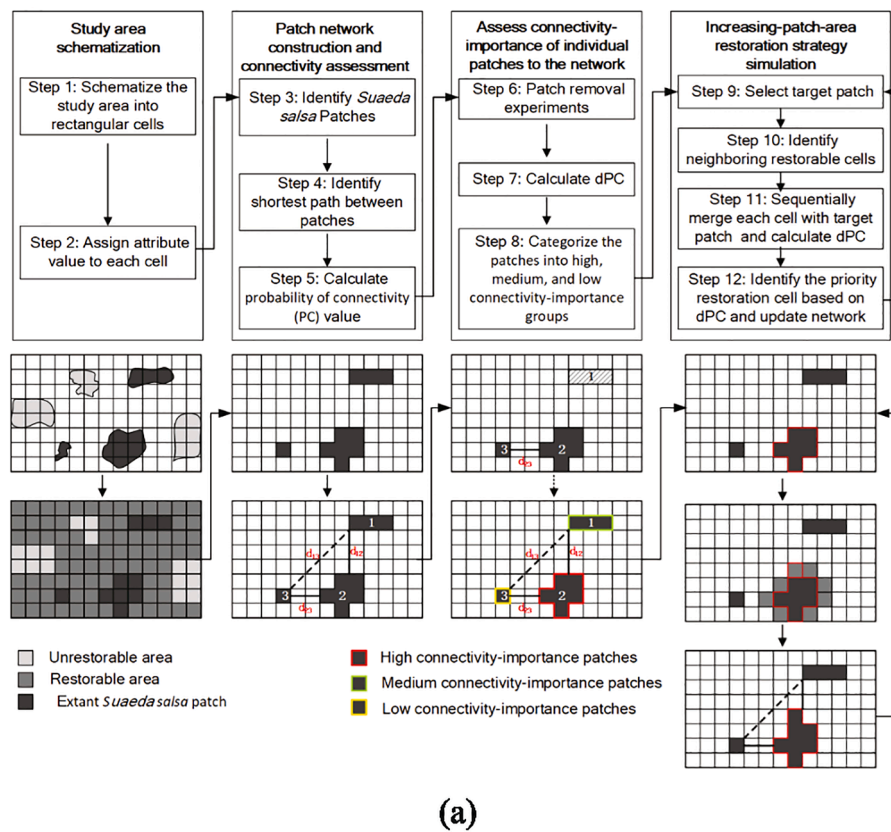 Study area
schematization
Step 1: Schematize the
study area into
rectangular cells
Step 2: Assign attribute
value to each cell
Patch network
construction and
connectivity assessment
Step 3: Identify Suaeda
salsa Patches
Step 4: Identify
shortest path between
patches
Step 5: Calculate
probability of connectivity
(PC) value
Assess connectivity-
importance of individual
patches to the network
Step 6: Patch removal
experiments
Step 7: Calculate dPC
Step 8: Categorize the
patches into high,
medium, and low
connectivity-importance
groups
Increasing-patch-area
restoration strategy
simulation
Step 9: Select target patch
Step 10: Identify
neighboring restorable cells
Step 11: Sequentially
merge each cell with target
patch and calculate dPC
Step 12: Identify the priority
restoration cell based on
dPC and update network
1
3
2
d23
1
d13
d12
3
2
d23
1
d13
d12
3
2
d23
Unrestorable area
Restorable area
Extant Suaeda salsa patch
High connectivity-importance patches
Medium connectivity-importance patches
Low connectivity-importance patches
(a)